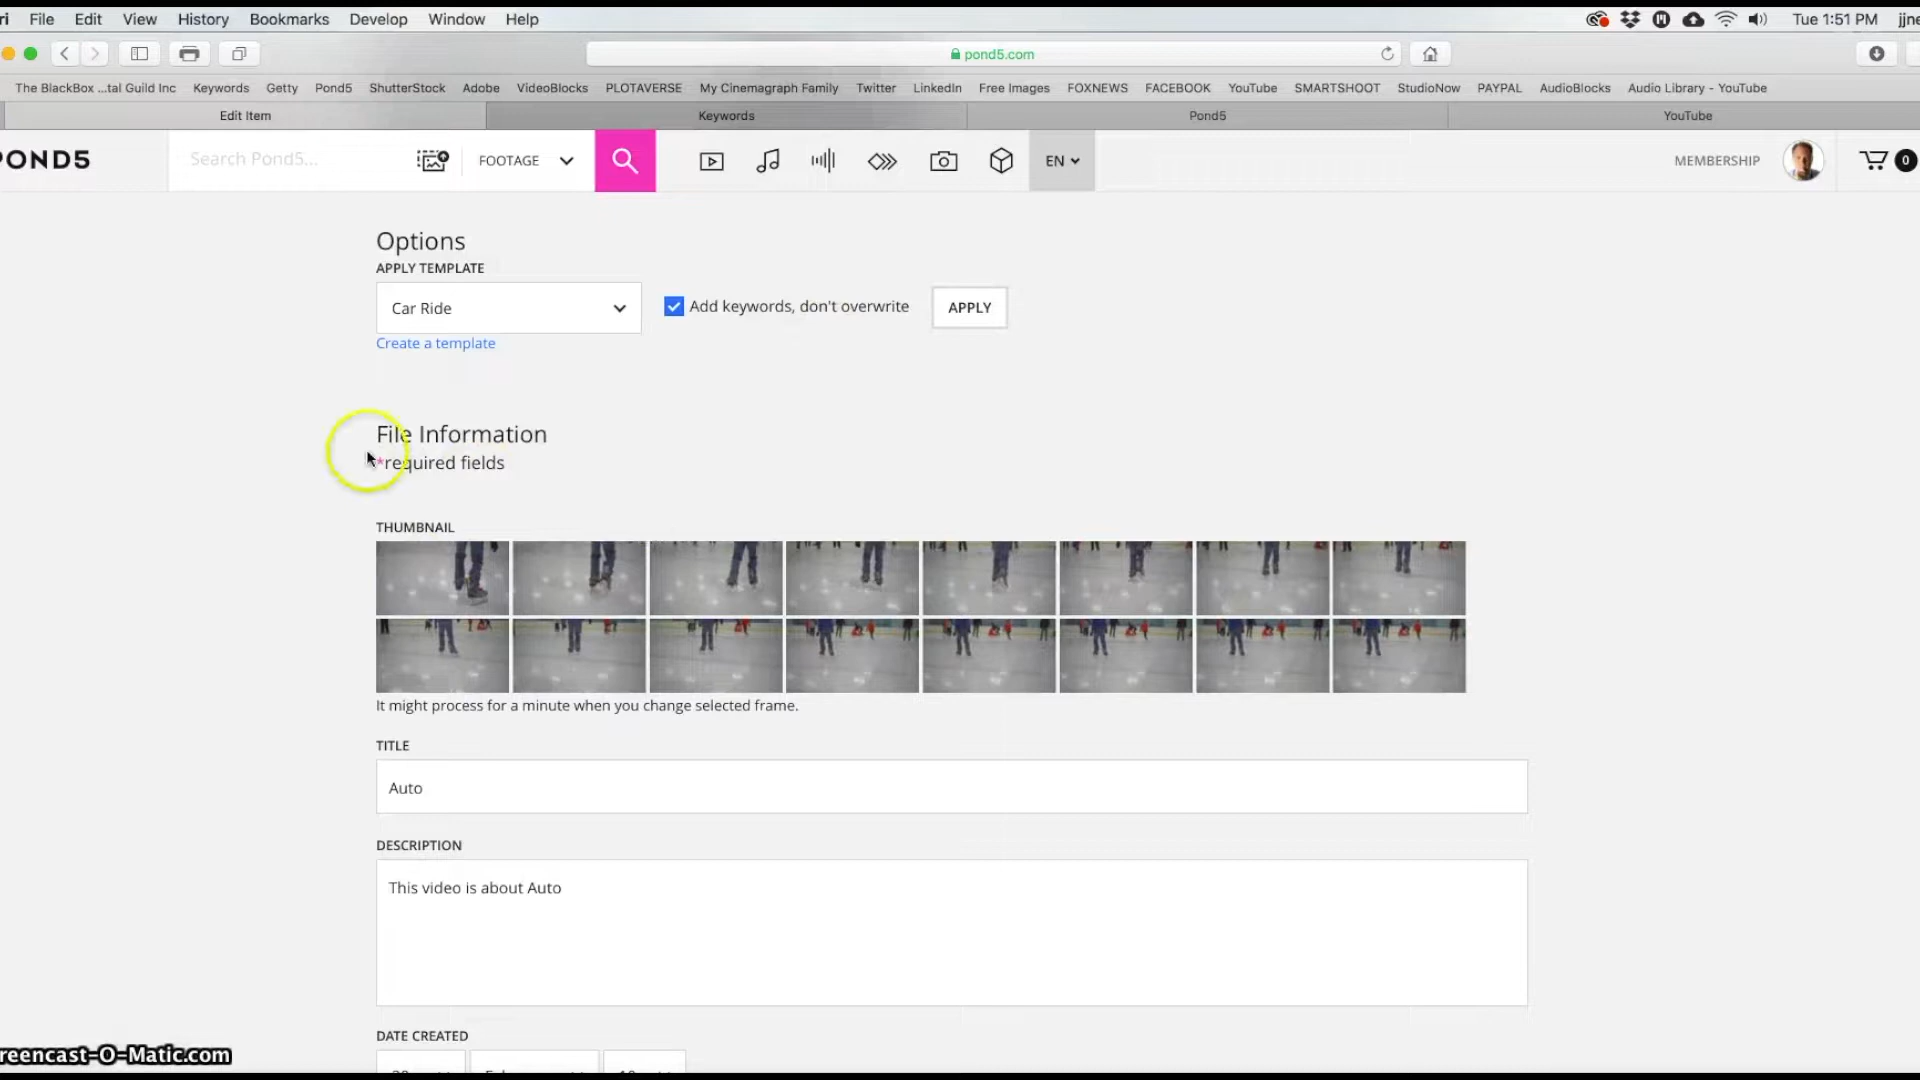 File Edit View History Bookmarks Develop Window Help Tue 1:51 PM
pond5.com
The BlackBox ...tal Guild Inc Keywords Getty Pond5 ShutterStock Adobe VideoBlocks PLOTAVERSE My Cinemagraph Family Twitter LinkedIn Free Images FOXNEWS FACEBOOK YouTube SMARTSHOOT StudioNow PAYPAL AudioBlocks Audio Library - YouTube
Edit Item Keywords Pond5 YouTube
POND5 Search Pond5... FOOTAGE EN MEMBERSHIP 0
Options
APPLY TEMPLATE
Car Ride Add keywords, don't overwrite APPLY
Create a template
File Information
*required fields
THUMBNAIL
It might process for a minute when you change selected frame.
TITLE
Auto
DESCRIPTION
This video is about Auto
DATE CREATED
reencast-O-Matic.com